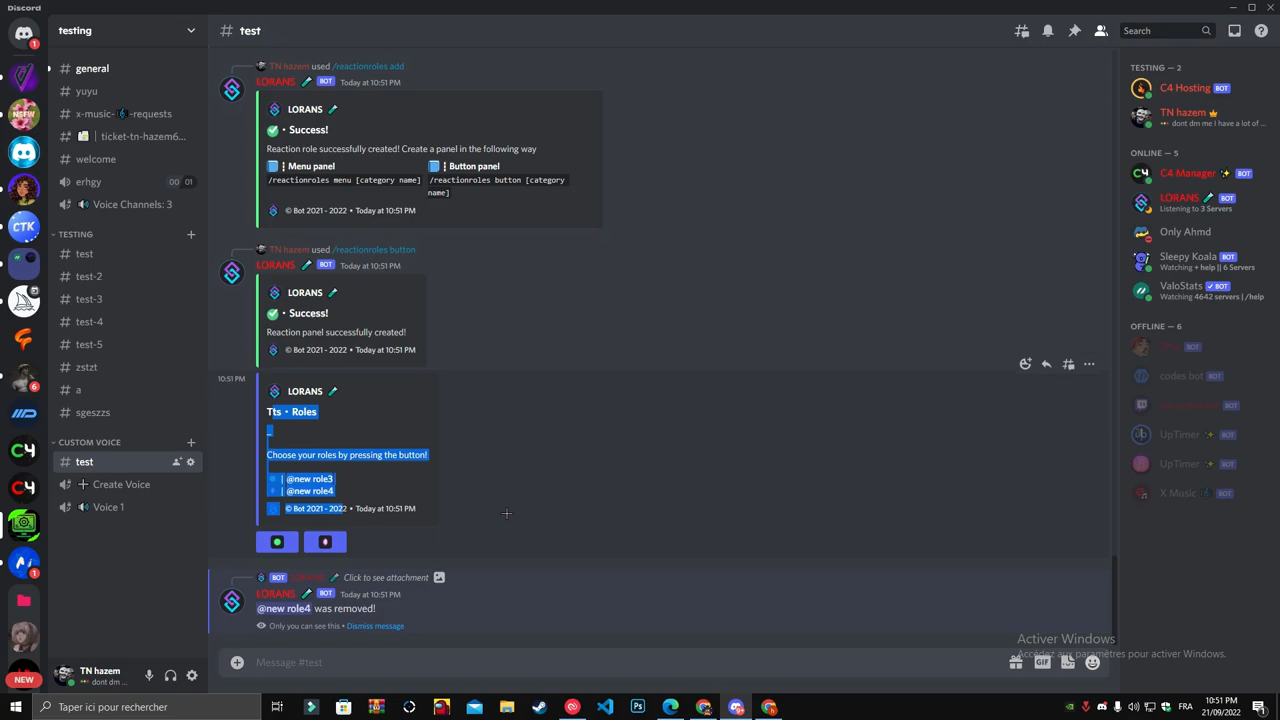 Discord
testing
# test
Search
1
NSFW
CTK
6
C4
C4
1
NEW
# general
# yuyu
# x-music-🎼-requests
# 📩 | ticket-tn-hazem6...
# welcome
🔊 erhgy 00 01
🔊 Voice Channels: 3
TESTING
# test
# test-2
# test-3
# test-4
# test-5
# zstzt
# a
# sgeszzs
CUSTOM VOICE
# test
➕ Create Voice
Voice 1
TN hazem
dont dm ...
TN hazem used /reactionroles add
LORANS BOT Today at 10:51 PM
LORANS
✅ • Success!
Reaction role successfully created! Create a panel in the following way
Menu panel Button panel
/reactionroles menu [category name] /reactionroles button [category name]
© Bot 2021 - 2022 • Today at 10:51 PM
TN hazem used /reactionroles button
LORANS BOT Today at 10:51 PM
LORANS
✅ • Success!
Reaction panel successfully created!
© Bot 2021 - 2022 • Today at 10:51 PM
10:51 PM
LORANS
Tts • Roles
_
Choose your roles by pressing the button!
| @new role3
| @new role4
© Bot 2021 - 2022 • Today at 10:51 PM
BOT LORANS Click to see attachment
LORANS BOT Today at 10:51 PM
@new role4 was removed!
Only you can see this • Dismiss message
Message #test
GIF
TESTING — 2
C4 Hosting BOT
TN hazem
dont dm me I have a lot of ...
ONLINE — 5
C4 Manager BOT
LORANS BOT
Listening to 3 Servers
Only Ahmd
Sleepy Koala BOT
Watching + help || 6 Servers
ValoStats ✓ BOT
Watching 4642 servers | /help
OFFLINE — 6
BOT
codes bot BOT
BOT
UpTimer BOT
UpTimer BOT
X Music BOT
Activer Windows
Accédez aux paramètres pour activer Windows.
Taper ici pour rechercher
Ps
FRA
10:51 PM
21/09/2022